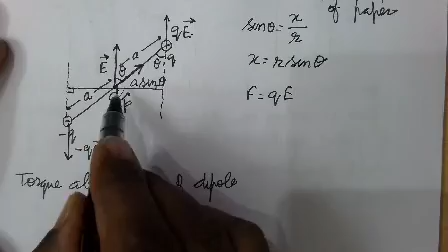 of paper
qE
sinθ = x/r
a
E
θ
θ
q
x = r sinθ
a
a sinθ
F = qE
r
-q
-q
Torque
dipole